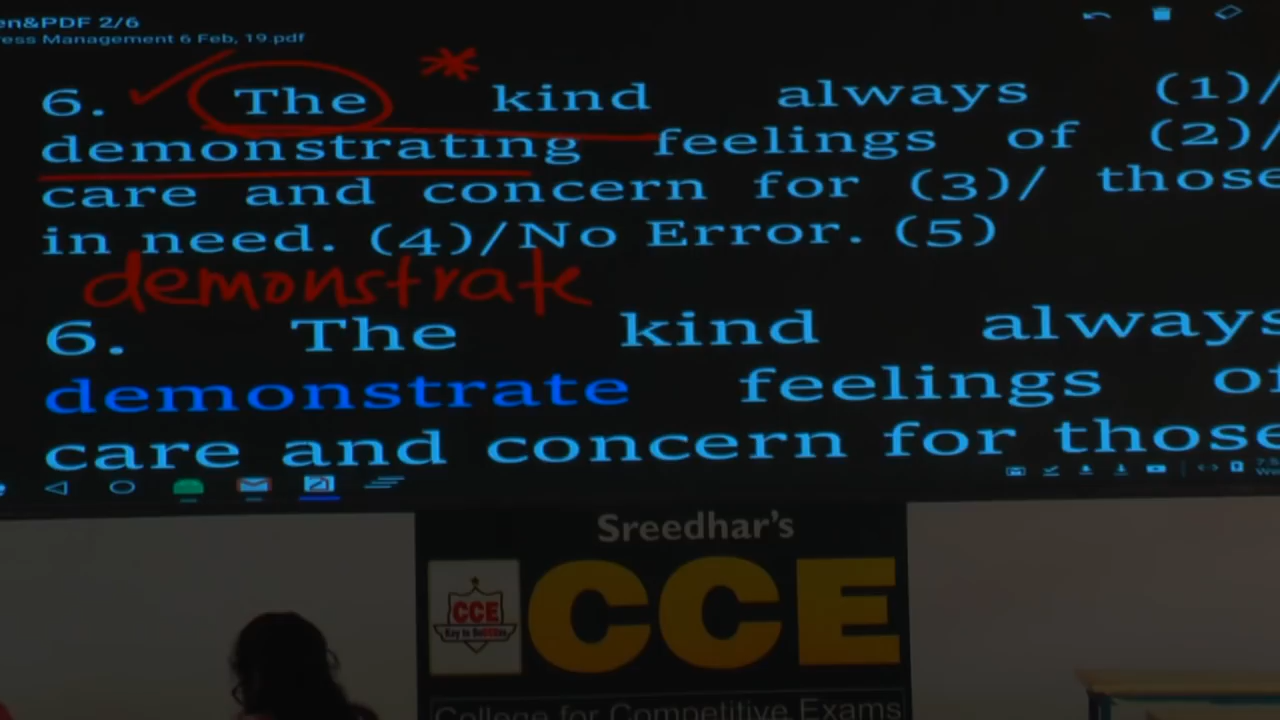 en&PDF 2/6
ess Management 6 Feb, 19.pdf
6. The kind always (1)/
demonstrating feelings of (2)/
care and concern for (3)/ those
in need. (4)/No Error. (5)
demonstrate
6. The kind always
demonstrate feelings of
care and concern for those
Sreedhar's
CCE
CCE
College for Competitive Exams